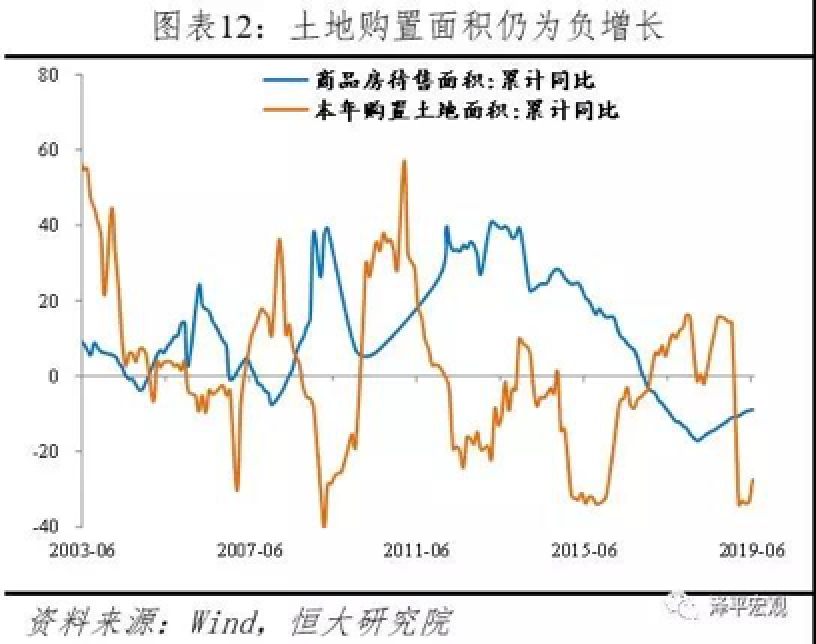 图表12：土地购置面积仍为负增长
商品房待售面积:累计同比
本年购置土地面积:累计同比
80
60
40
20
0
-20
-40
2003-06 2007-06 2011-06 2015-06 2019-06
资料来源：Wind，恒大研究院
泽平宏观